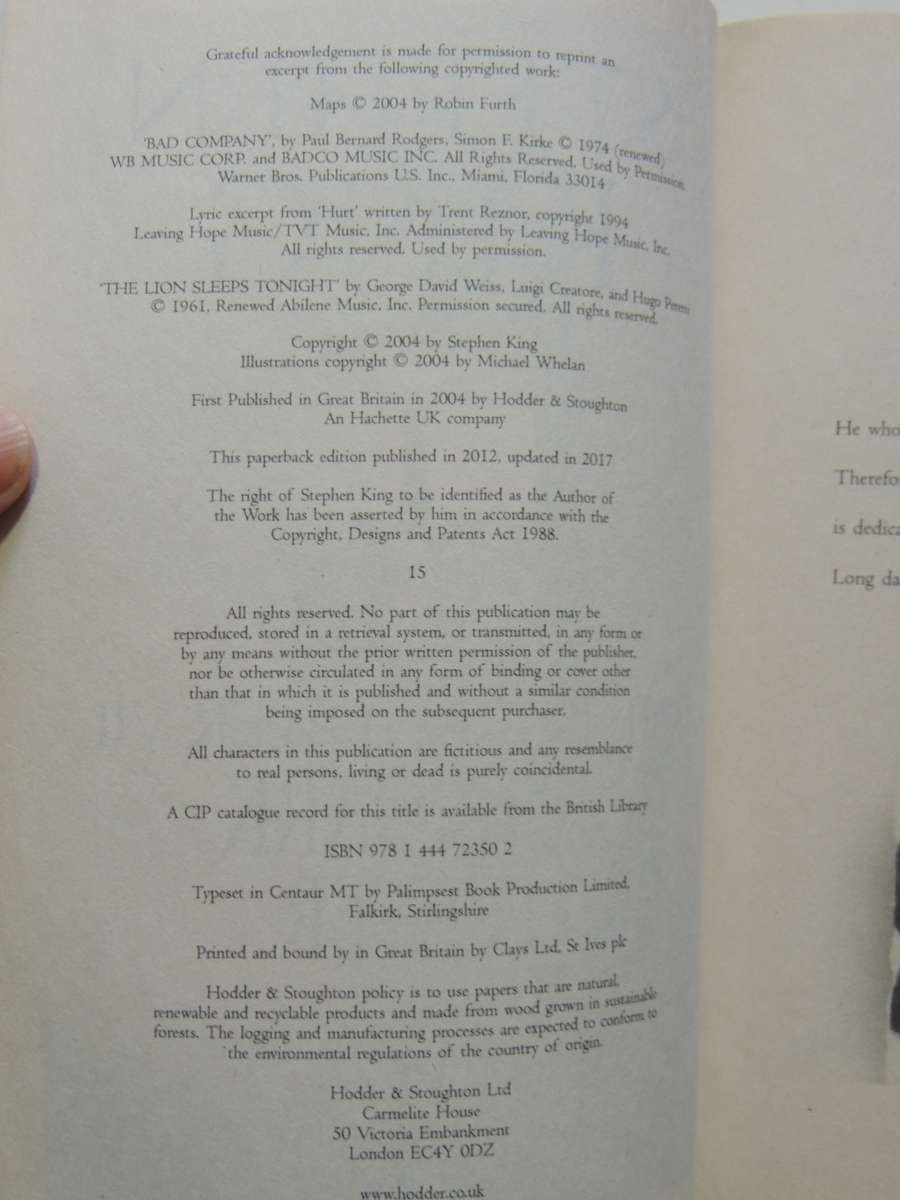 Grateful acknowledgement is made for permission to reprint an
excerpt from the following copyrighted work:
Maps © 2004 by Robin Furth
'BAD COMPANY', by Paul Bernard Rodgers, Simon F. Kirke © 1974 (renewed)
WB MUSIC CORP. and BADCO MUSIC INC. All Rights Reserved, Used by Permission,
Warner Bros. Publications U.S. Inc., Miami, Florida 33014
Lyric excerpt from 'Hurt' written by Trent Reznor, copyright 1994
Leaving Hope Music/TVT Music, Inc. Administered by Leaving Hope Music, Inc.
All rights reserved. Used by permission.
'THE LION SLEEPS TONIGHT' by George David Weiss, Luigi Creatore, and Hugo
© 1961, Renewed Abilene Music, Inc. Permission secured. All rights reserved.
Copyright © 2004 by Stephen King
Illustrations copyright © 2004 by Michael Whelan
First Published in Great Britain in 2004 by Hodder & Stoughton
An Hachette UK company
This paperback edition published in 2012, updated in 2017
The right of Stephen King to be identified as the Author of
the Work has been asserted by him in accordance with the
Copyright, Designs and Patents Act 1988.
15
All rights reserved. No part of this publication may be
reproduced, stored in a retrieval system, or transmitted, in any form or
by any means without the prior written permission of the publisher,
nor be otherwise circulated in any form of binding or cover other
than that in which it is published and without a similar condition
being imposed on the subsequent purchaser.
All characters in this publication are fictitious and any resemblance
to real persons, living or dead is purely coincidental.
A CIP catalogue record for this title is available from the British Library
ISBN 978 1 444 72350 2
Typeset in Centaur MT by Palimpsest Book Production Limited,
Falkirk, Stirlingshire
Printed and bound by in Great Britain by Clays Ltd, St Ives plc
Hodder & Stoughton policy is to use papers that are natural,
renewable and recyclable products and made from wood grown in sustainable
forests. The logging and manufacturing processes are expected to conform to
the environmental regulations of the country of origin.
Hodder & Stoughton Ltd
Carmelite House
50 Victoria Embankment
London EC4Y 0DZ
www.hodder.co.uk
He who
is
Long